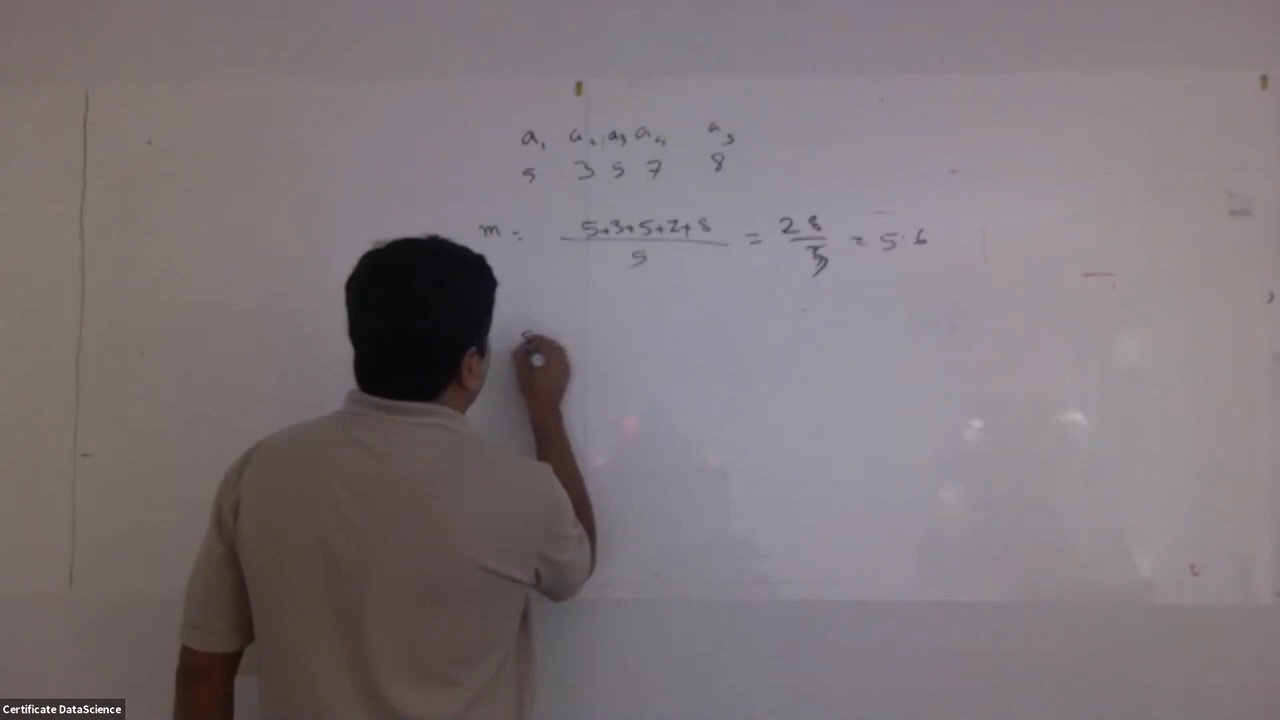 a₁ a₂ a₃ a₄ a₅
5 3 5 7 8
m = 5+3+5+7+8 / 5 = 28 / 5 = 5.6
Certificate DataScience